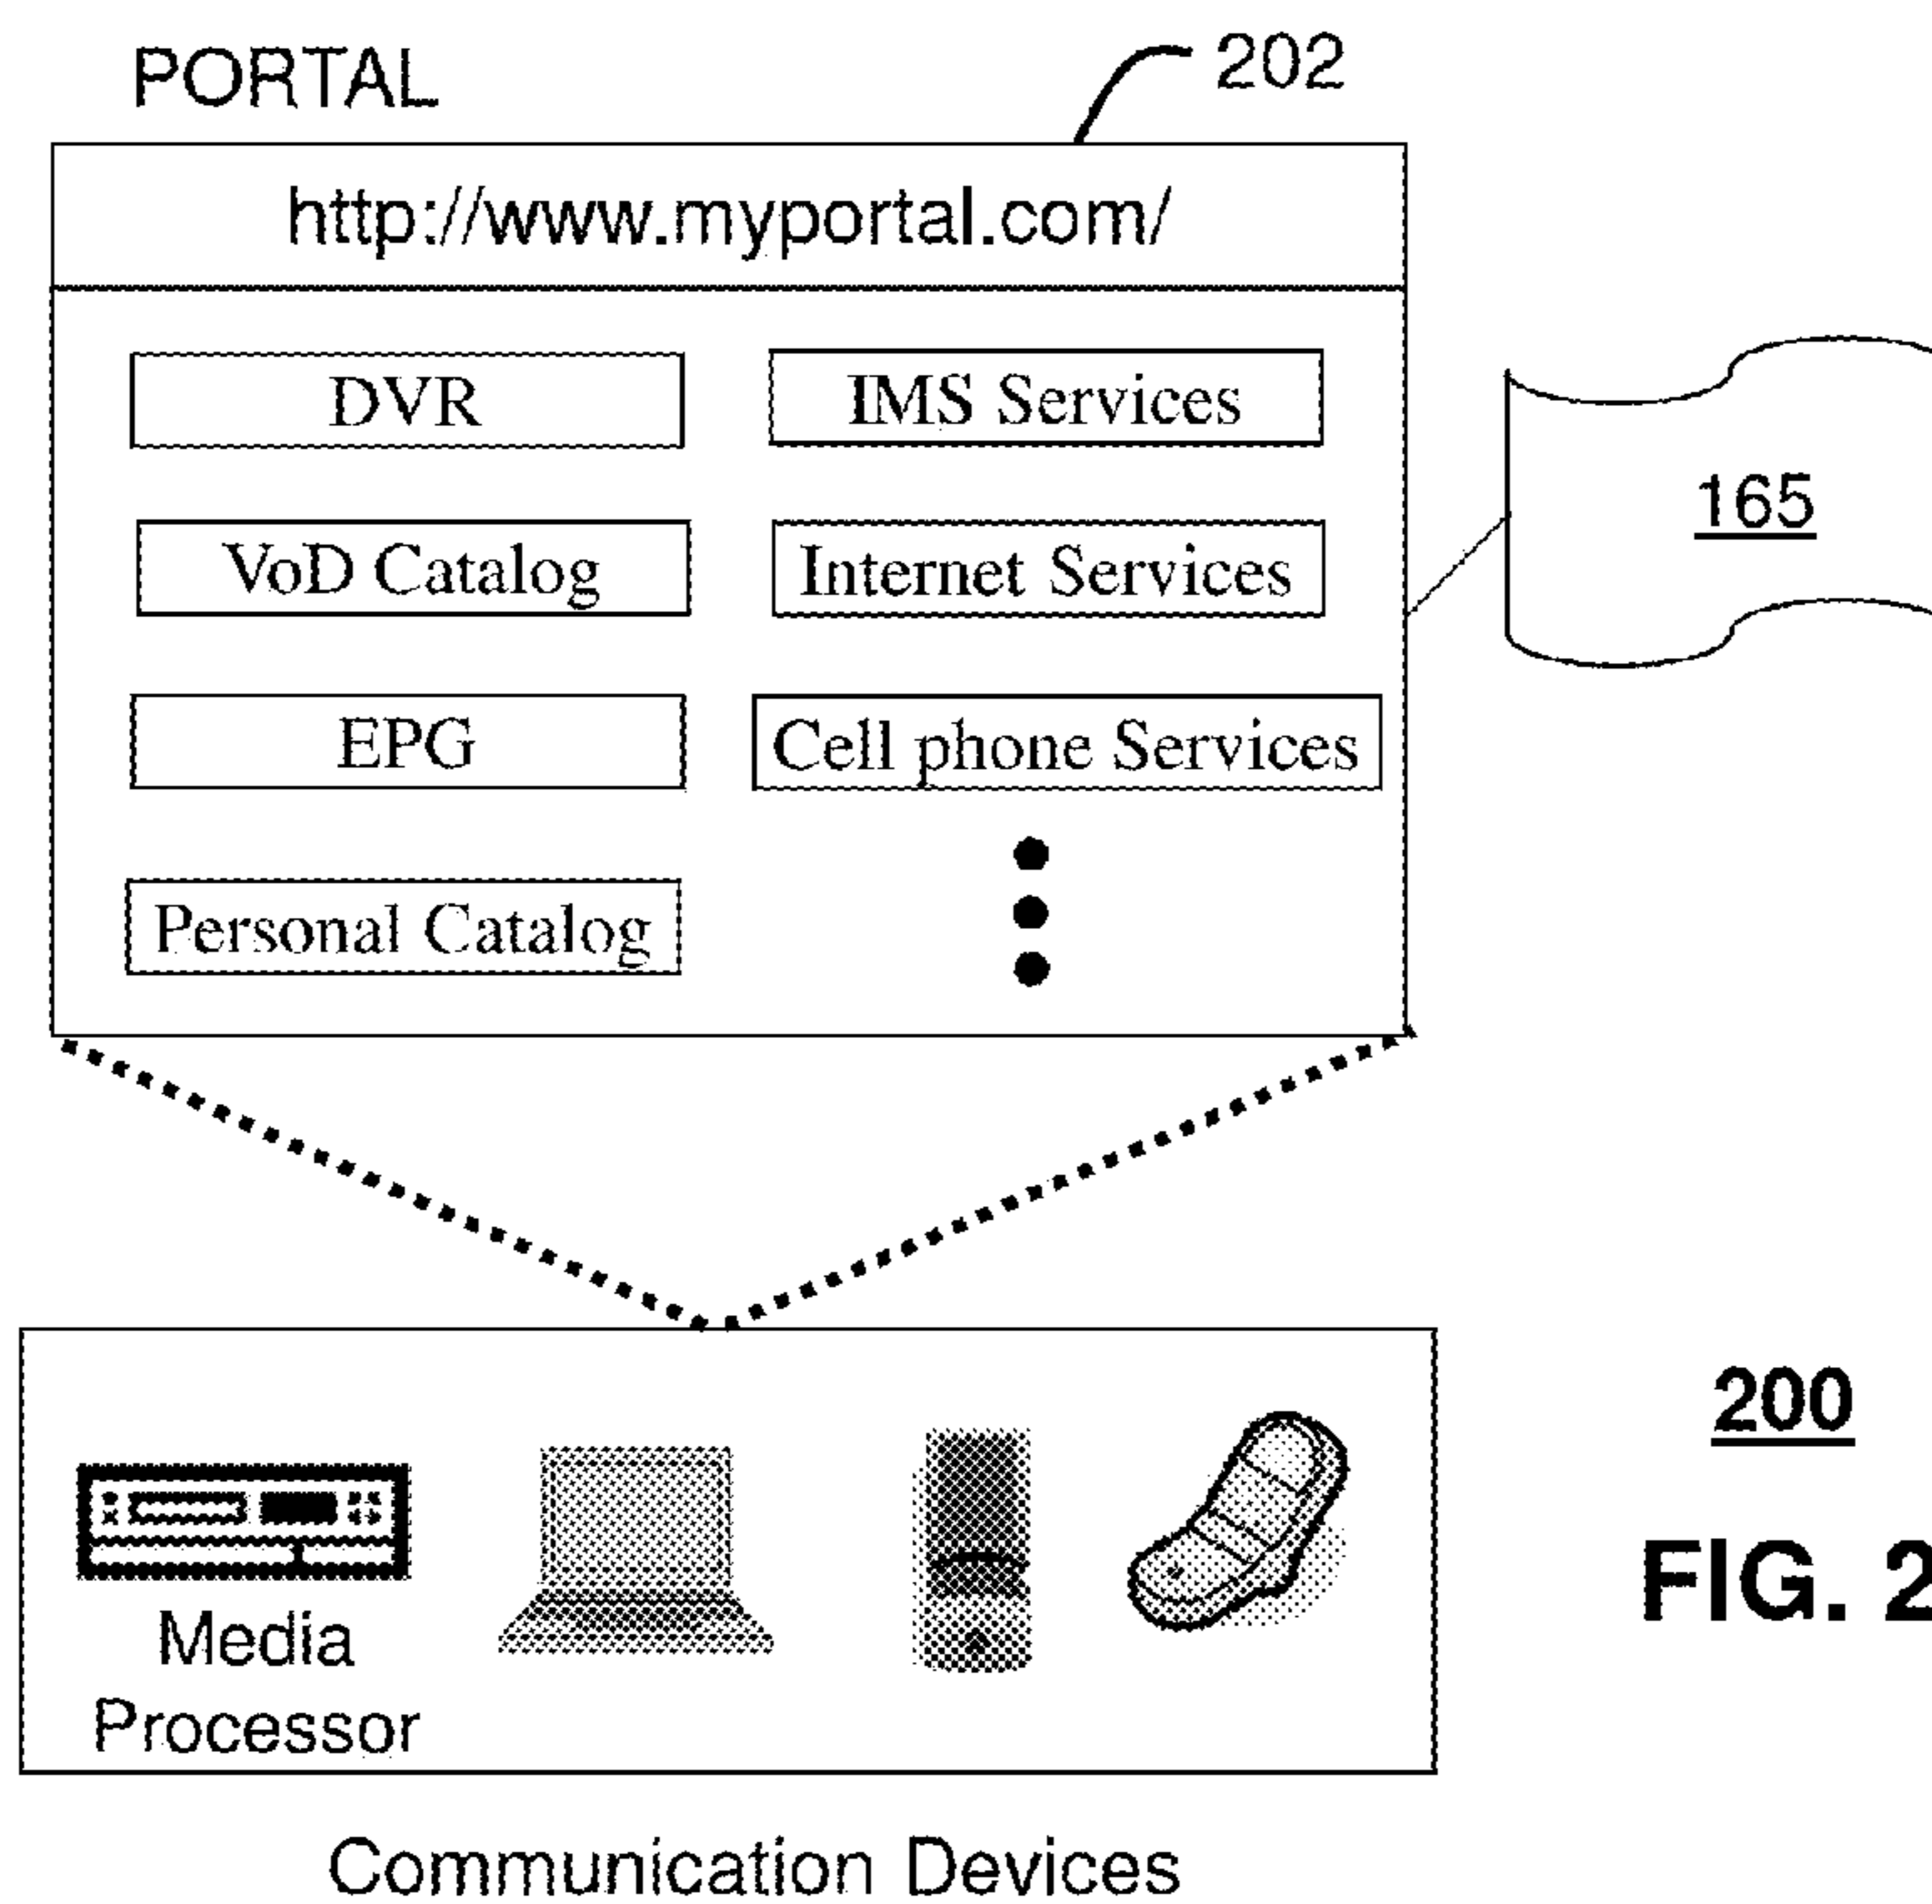 PORTAL
202
http://www.myportal.com/
DVR
IMS Services
VoD Catalog
Internet Services
165
EPG
Cell phone Services
Personal Catalog
Media
Processor
200
FIG. 2
Communication Devices